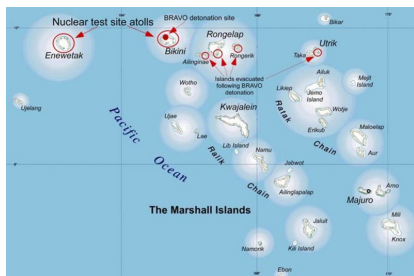 Nuclear test site atolls
BRAVO detonation site
Bikar
Enewetak
Bikini
Rongelap
Ailinginae
Rongerik
Utrik
Taka
Islands evacuated
following BRAVO
detonation
Ailuk
Mejit
Island
Jemo
Island
Likiep
Wotho
Wotje
Ujelang
Kwajalein
Ratak
Chain
Erikub
Maloelap
Ujae
Lae
Aur
Pacific
Ocean
Lib Island
Namu
Ralik
Chain
Jabwot
Ailinglapalap
Majuro
Arno
The Marshall Islands
Jaluit
Mili
Knox
Namorik
Kili Island
Ebon